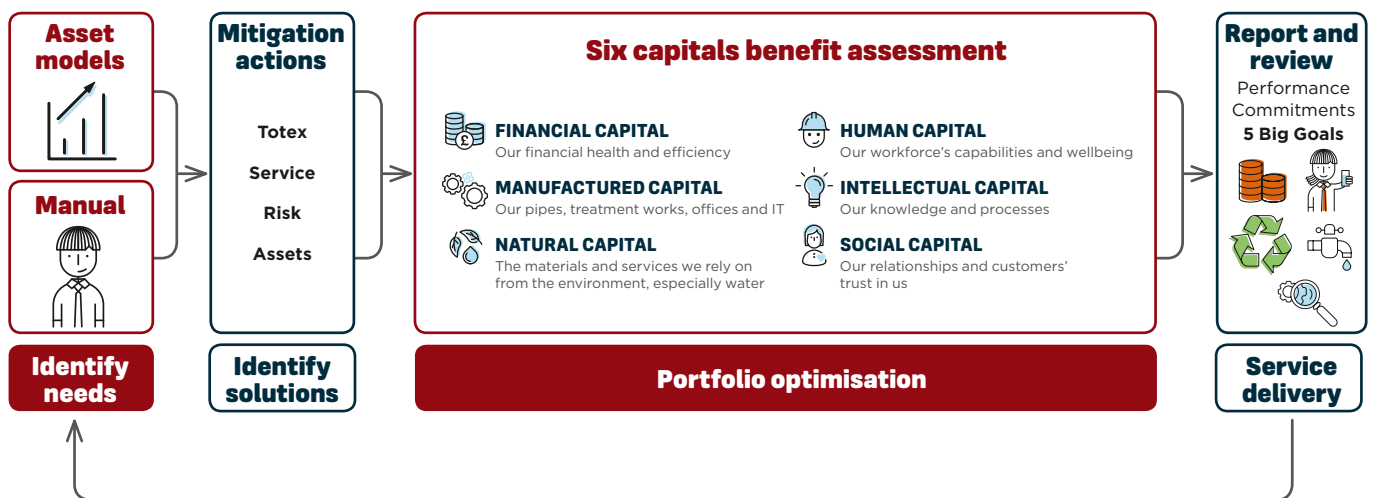 Asset
models
Manual
Identify
needs
Mitigation
actions
Totex
Service
Risk
Assets
Identify
solutions
Six capitals benefit assessment
£
FINANCIAL CAPITAL
Our financial health and efficiency
MANUFACTURED CAPITAL
Our pipes, treatment works, offices and IT
NATURAL CAPITAL
The materials and services we rely on
from the environment, especially water
HUMAN CAPITAL
Our workforce's capabilities and wellbeing
INTELLECTUAL CAPITAL
Our knowledge and processes
SOCIAL CAPITAL
Our relationships and customers'
trust in us
Portfolio optimisation
Report and
review
Performance
Commitments
5 Big Goals
Service
delivery